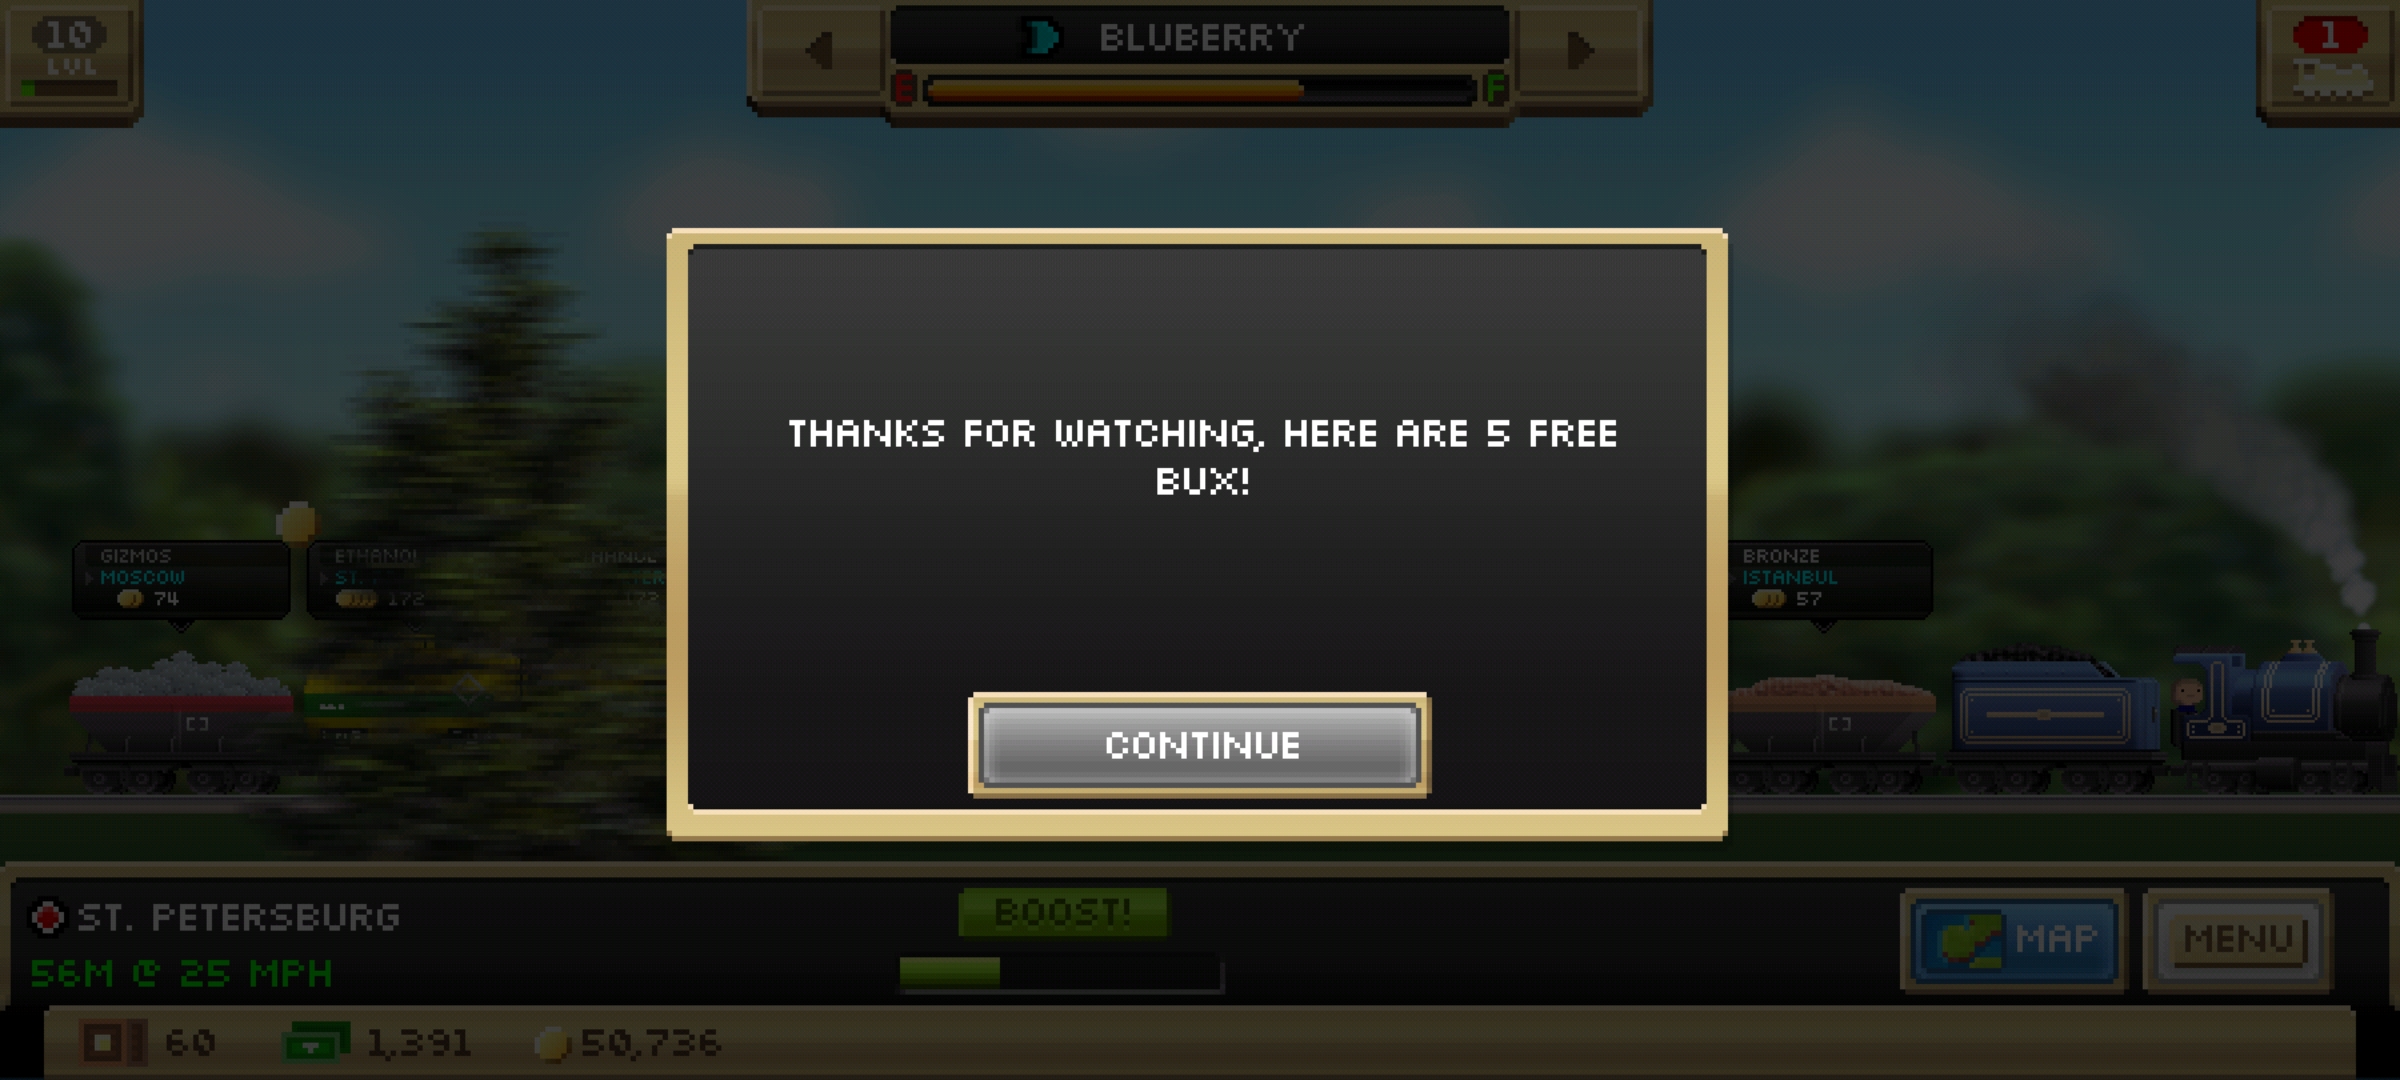 10
LVL
BLUBERRY
E
F
1
THANKS FOR WATCHING, HERE ARE 5 FREE
BUX!
CONTINUE
GIZMOS
MOSCOW
74
ETHANOL
ST.
172
BRONZE
ISTANBUL
57
ST. PETERSBURG
56M @ 25 MPH
BOOST!
MAP
MENU
60
1,391
50,736